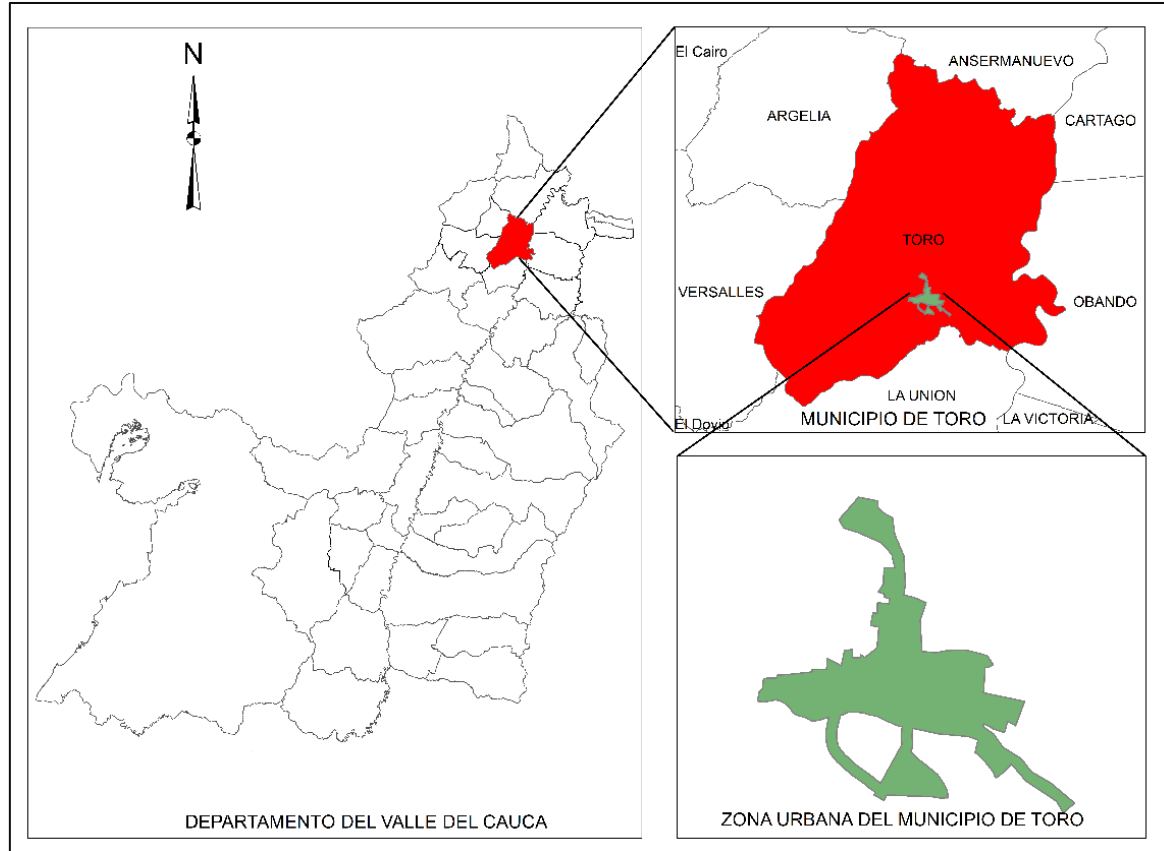 N
DEPARTAMENTO DEL VALLE DEL CAUCA
El Cairo
ANSERMANUEVO
ARGELIA
CARTAGO
TORO
VERSALLES
OBANDO
LA UNION
El Dovio
MUNICIPIO DE TORO
LA VICTORIA
ZONA URBANA DEL MUNICIPIO DE TORO